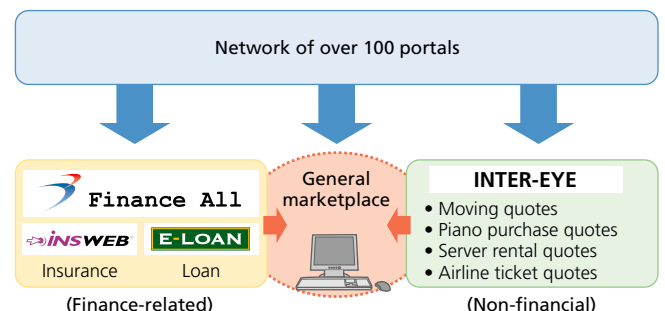 Network of over 100 portals
Finance All
INSWEB
E-LOAN
Insurance
Loan
(Finance-related)
General
marketplace
INTER-EYE
• Moving quotes
• Piano purchase quotes
• Server rental quotes
• Airline ticket quotes
(Non-financial)